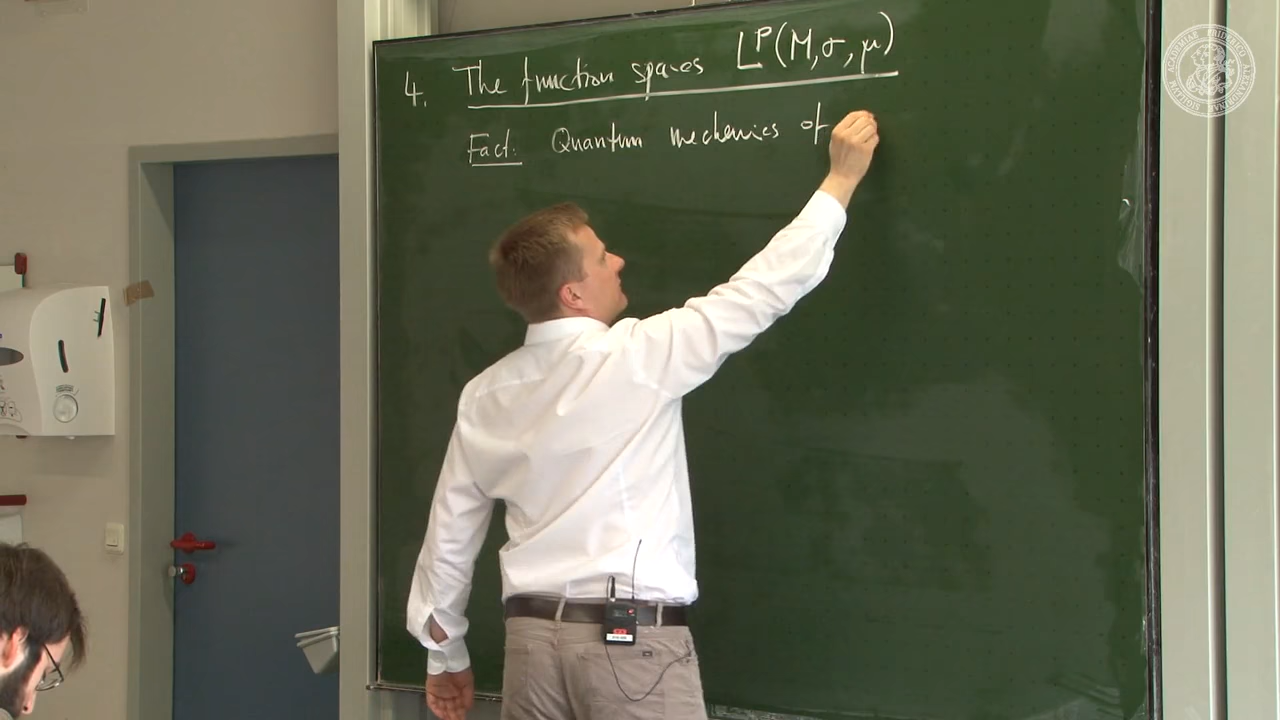 4. The function spaces L^p(M,σ,μ)
Fact: Quantum mechanics of